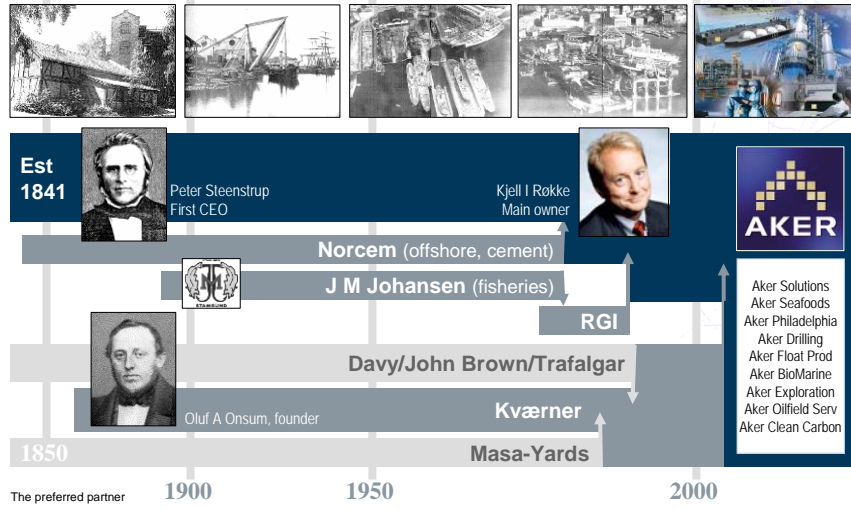 Est
1841
Peter Steenstrup
First CEO
Kjell I Røkke
Main owner
AKER
Norcem (offshore, cement)
J M Johansen (fisheries)
STAMSUND
RGI
Davy/John Brown/Trafalgar
Oluf A Onsum, founder
Kværner
1850
Masa-Yards
Aker Solutions
Aker Seafoods
Aker Philadelphia
Aker Drilling
Aker Float Prod
Aker BioMarine
Aker Exploration
Aker Oilfield Serv
Aker Clean Carbon
The preferred partner
1900
1950
2000